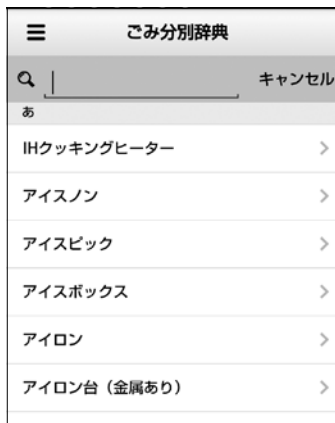 ごみ分別辞典
キャンセル
あ
IHクッキングヒーター
アイスノン
アイスピック
アイスボックス
アイロン
アイロン台（金属あり）